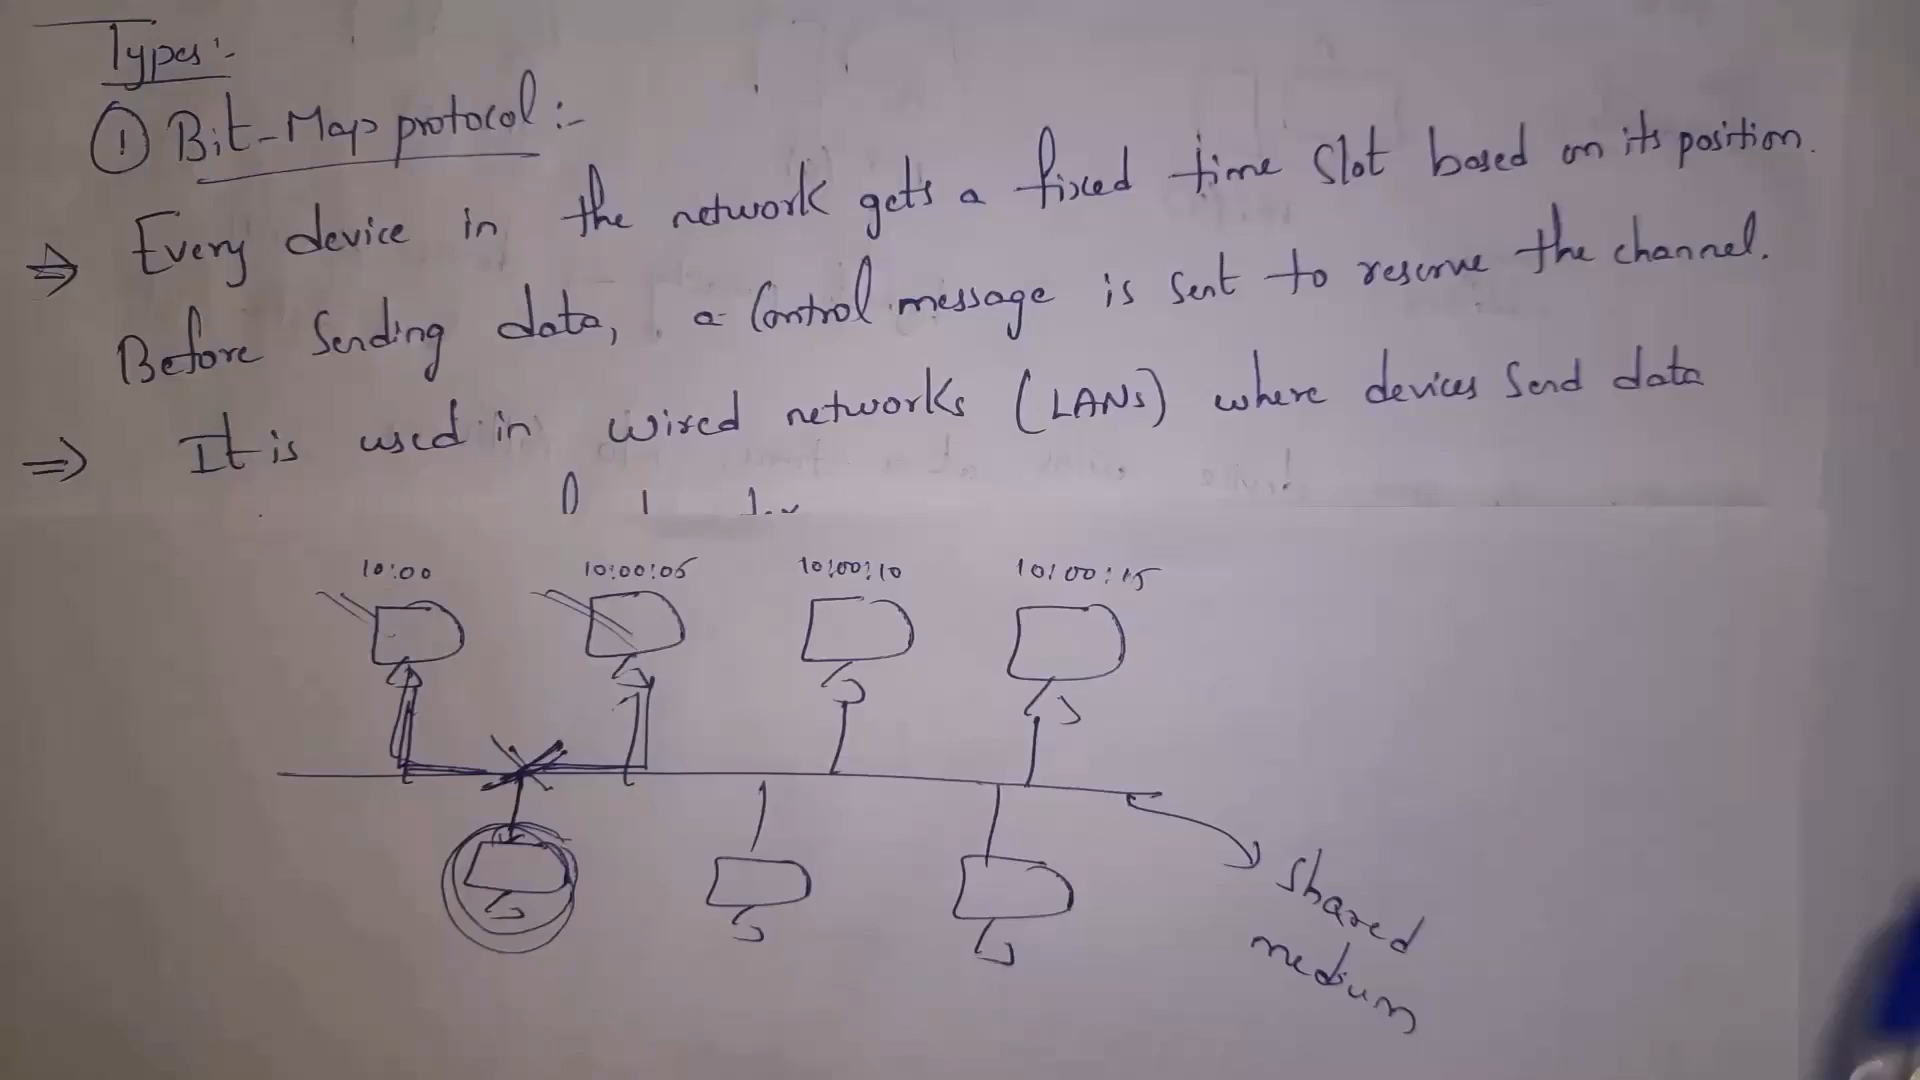 Types:-
① Bit-Map protocol :-
⇒ Every device in the network gets a fixed time slot based on its position.
Before sending data, a control message is sent to reserve the channel.
⇒ It is used in wired networks (LANs) where devices send data
10:00 10:00:05 10:00:10 10:00:15
shared
medium